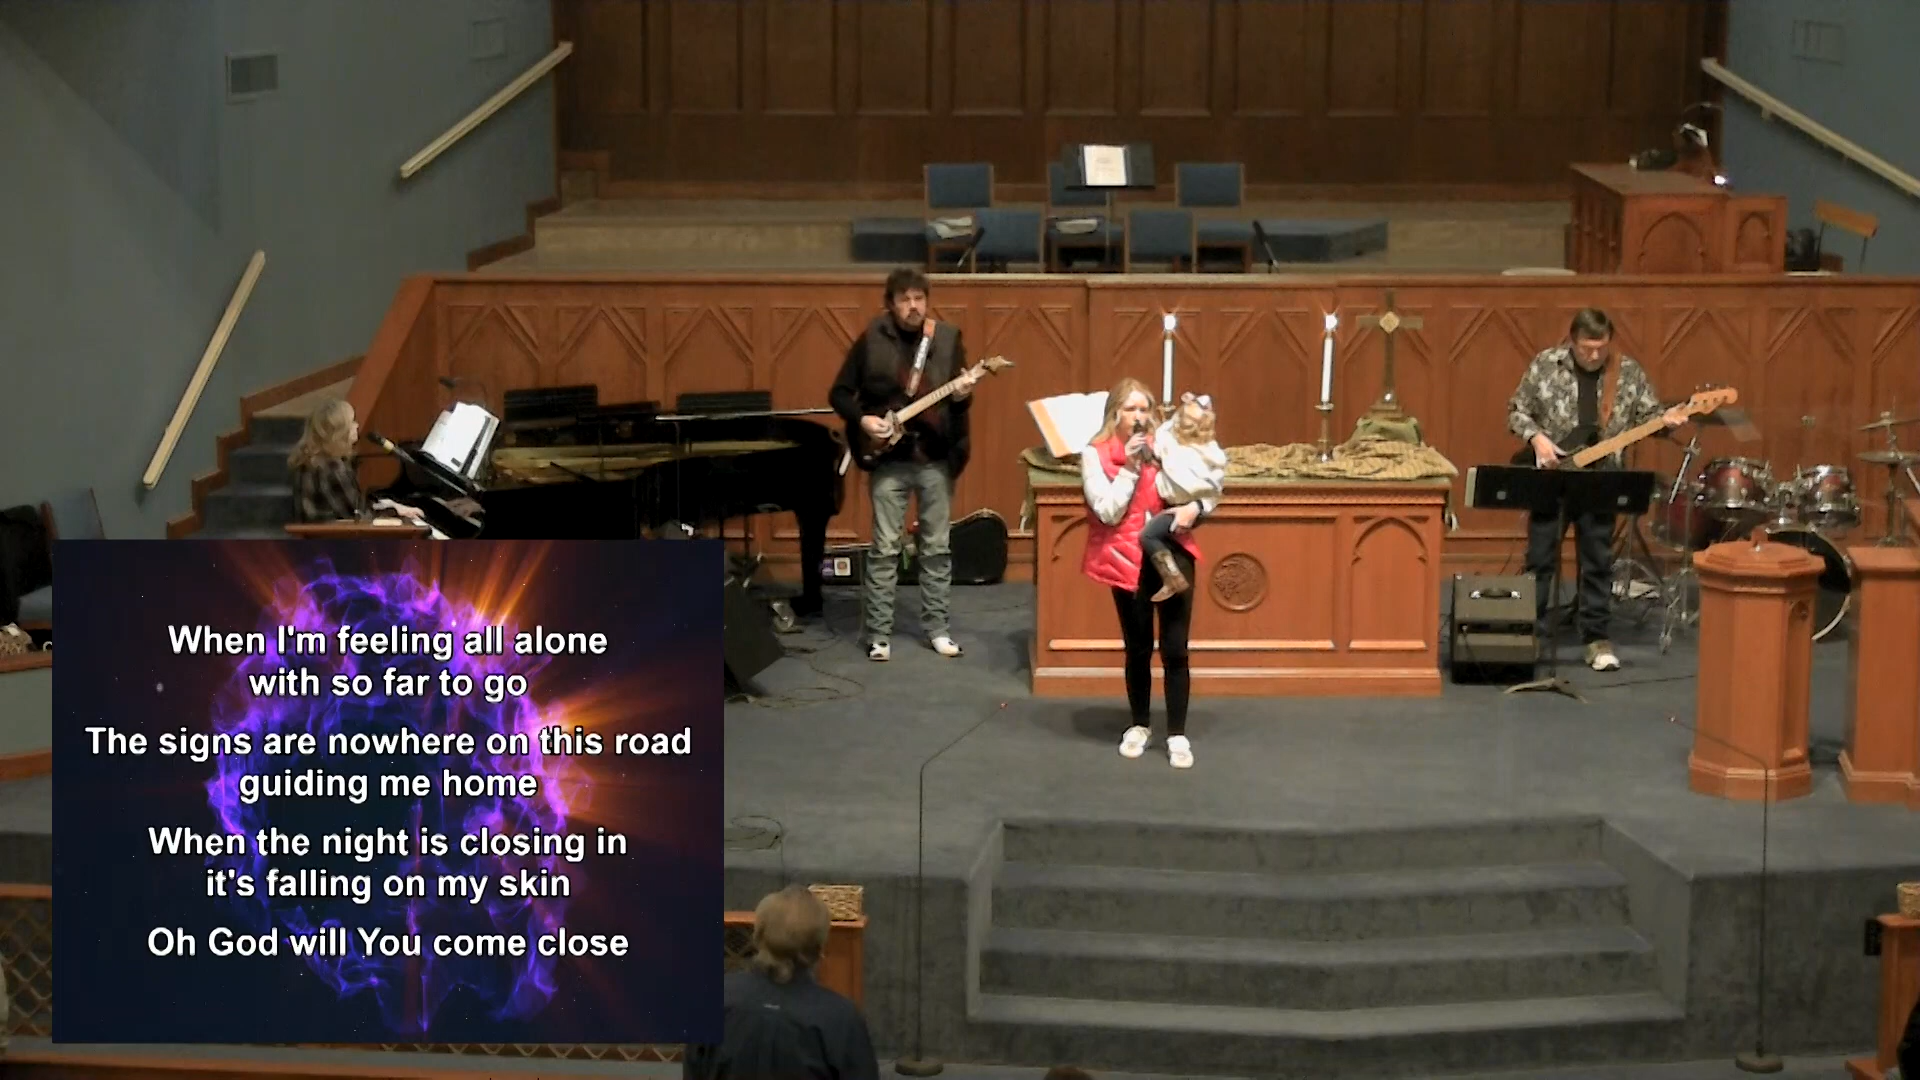 When I'm feeling all alone
with so far to go
The signs are nowhere on this road
guiding me home
When the night is closing in
it's falling on my skin
Oh God will You come close